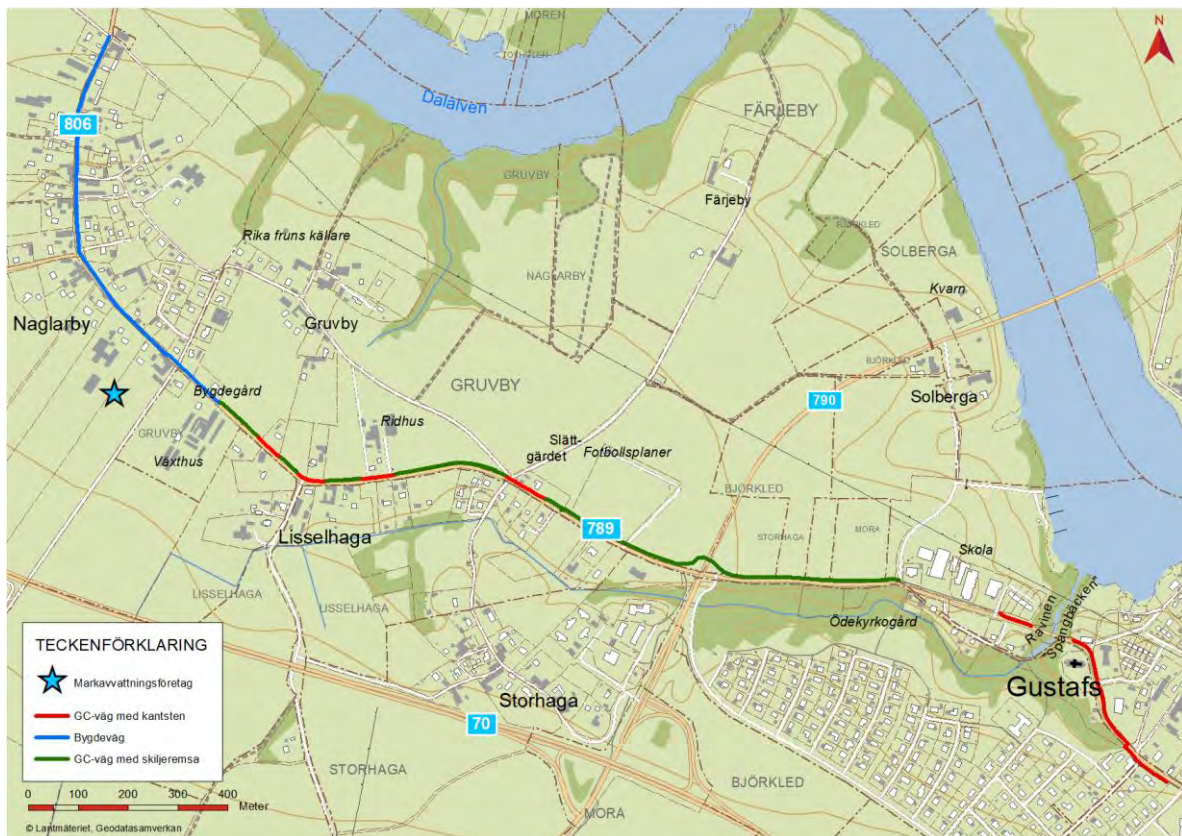 MOREN
N
Dalälven
FÄRJEBY
806
GRUVBY
Färjeby
BJÖRKLED
SOLBERGA
Rika fruns källare
NAGLARBY
Kvarn
Naglarby
Gruvby
BJÖRKLED
GRUVBY
Solberga
790
Bygdegård
Ridhus
GRUVBY
Slätt-
gärdet
Fotbollsplaner
Växthus
BJÖRKLED
789
Lisselhaga
STORHAGA
MORA
Skola
LISSELHAGA
LISSELHAGA
Ödekyrkogård
Ravinen
Spångbäcken
TECKENFÖRKLARING
Markavvattningsföretag
GC-väg med kantsten
Bygdeväg
GC-väg med skiljeremsa
0 100 200 300 400
Meter
© Lantmäteriet, Geodatasamverkan
Gustafs
Storhaga
70
STORHAGA
BJÖRKLED
MORA